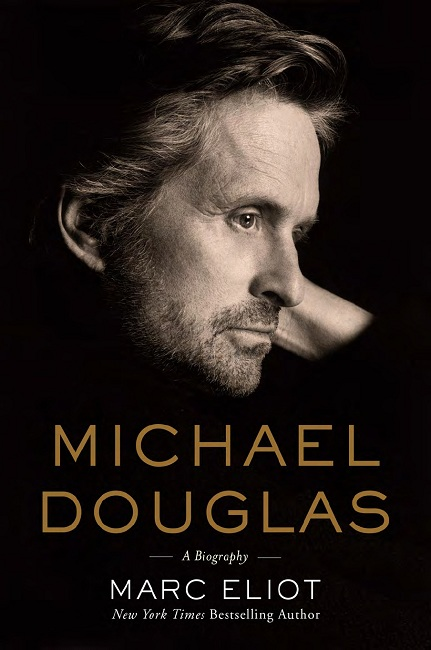 MICHAEL
DOUGLAS
A Biography
MARC ELIOT
New York Times Bestselling Author